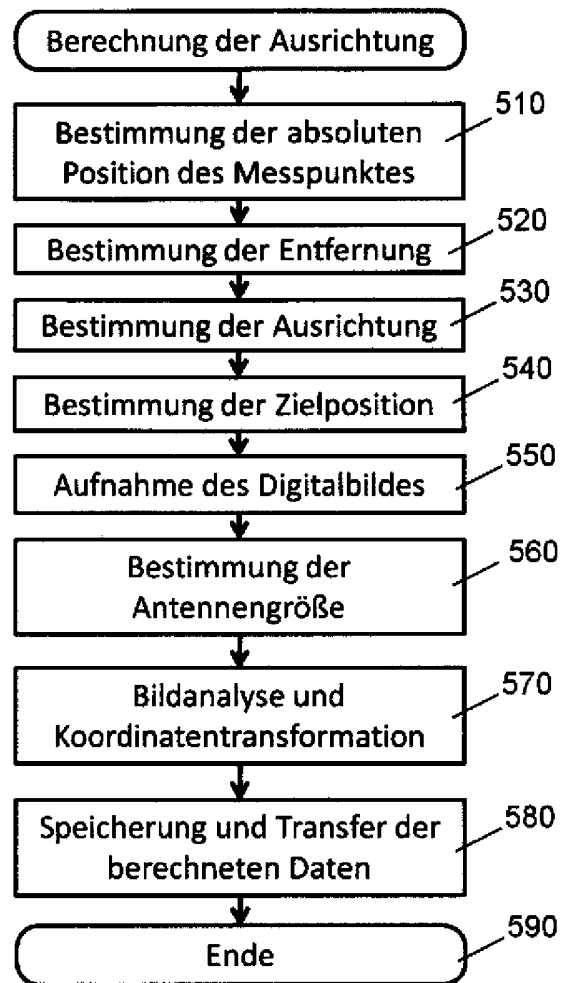 Berechnung der Ausrichtung
510
Bestimmung der absoluten
Position des Messpunktes
520
Bestimmung der Entfernung
530
Bestimmung der Ausrichtung
540
Bestimmung der Zielposition
550
Aufnahme des Digitalbildes
560
Bestimmung der
Antennengröße
570
Bildanalyse und
Koordinatentransformation
580
Speicherung und Transfer der
berechneten Daten
590
Ende